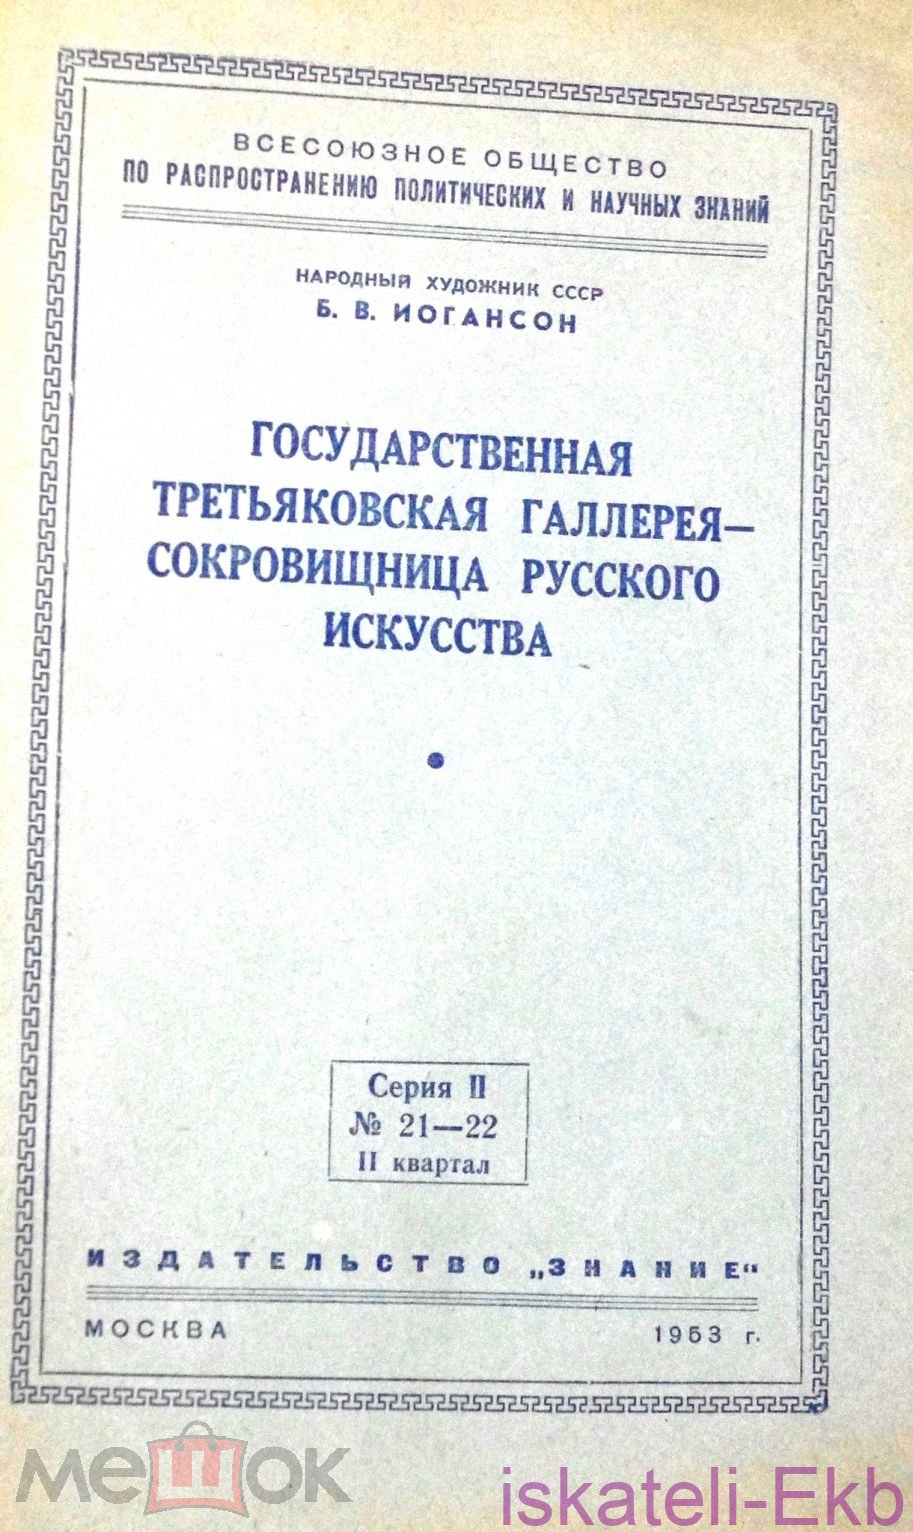 ВСЕСОЮЗНОЕ ОБЩЕСТВО
ПО РАСПРОСТРАНЕНИЮ ПОЛИТИЧЕСКИХ И НАУЧНЫХ ЗНАНИЙ
НАРОДНЫЙ ХУДОЖНИК СССР
Б. В. ИОГАНСОН
ГОСУДАРСТВЕННАЯ
ТРЕТЬЯКОВСКАЯ ГАЛЛЕРЕЯ—
СОКРОВИЩНИЦА РУССКОГО
ИСКУССТВА
Серия II
№ 21—22
II квартал
ИЗДАТЕЛЬСТВО „ЗНАНИЕ“
МОСКВА 1953 г.
мешок
iskateli-Ekb